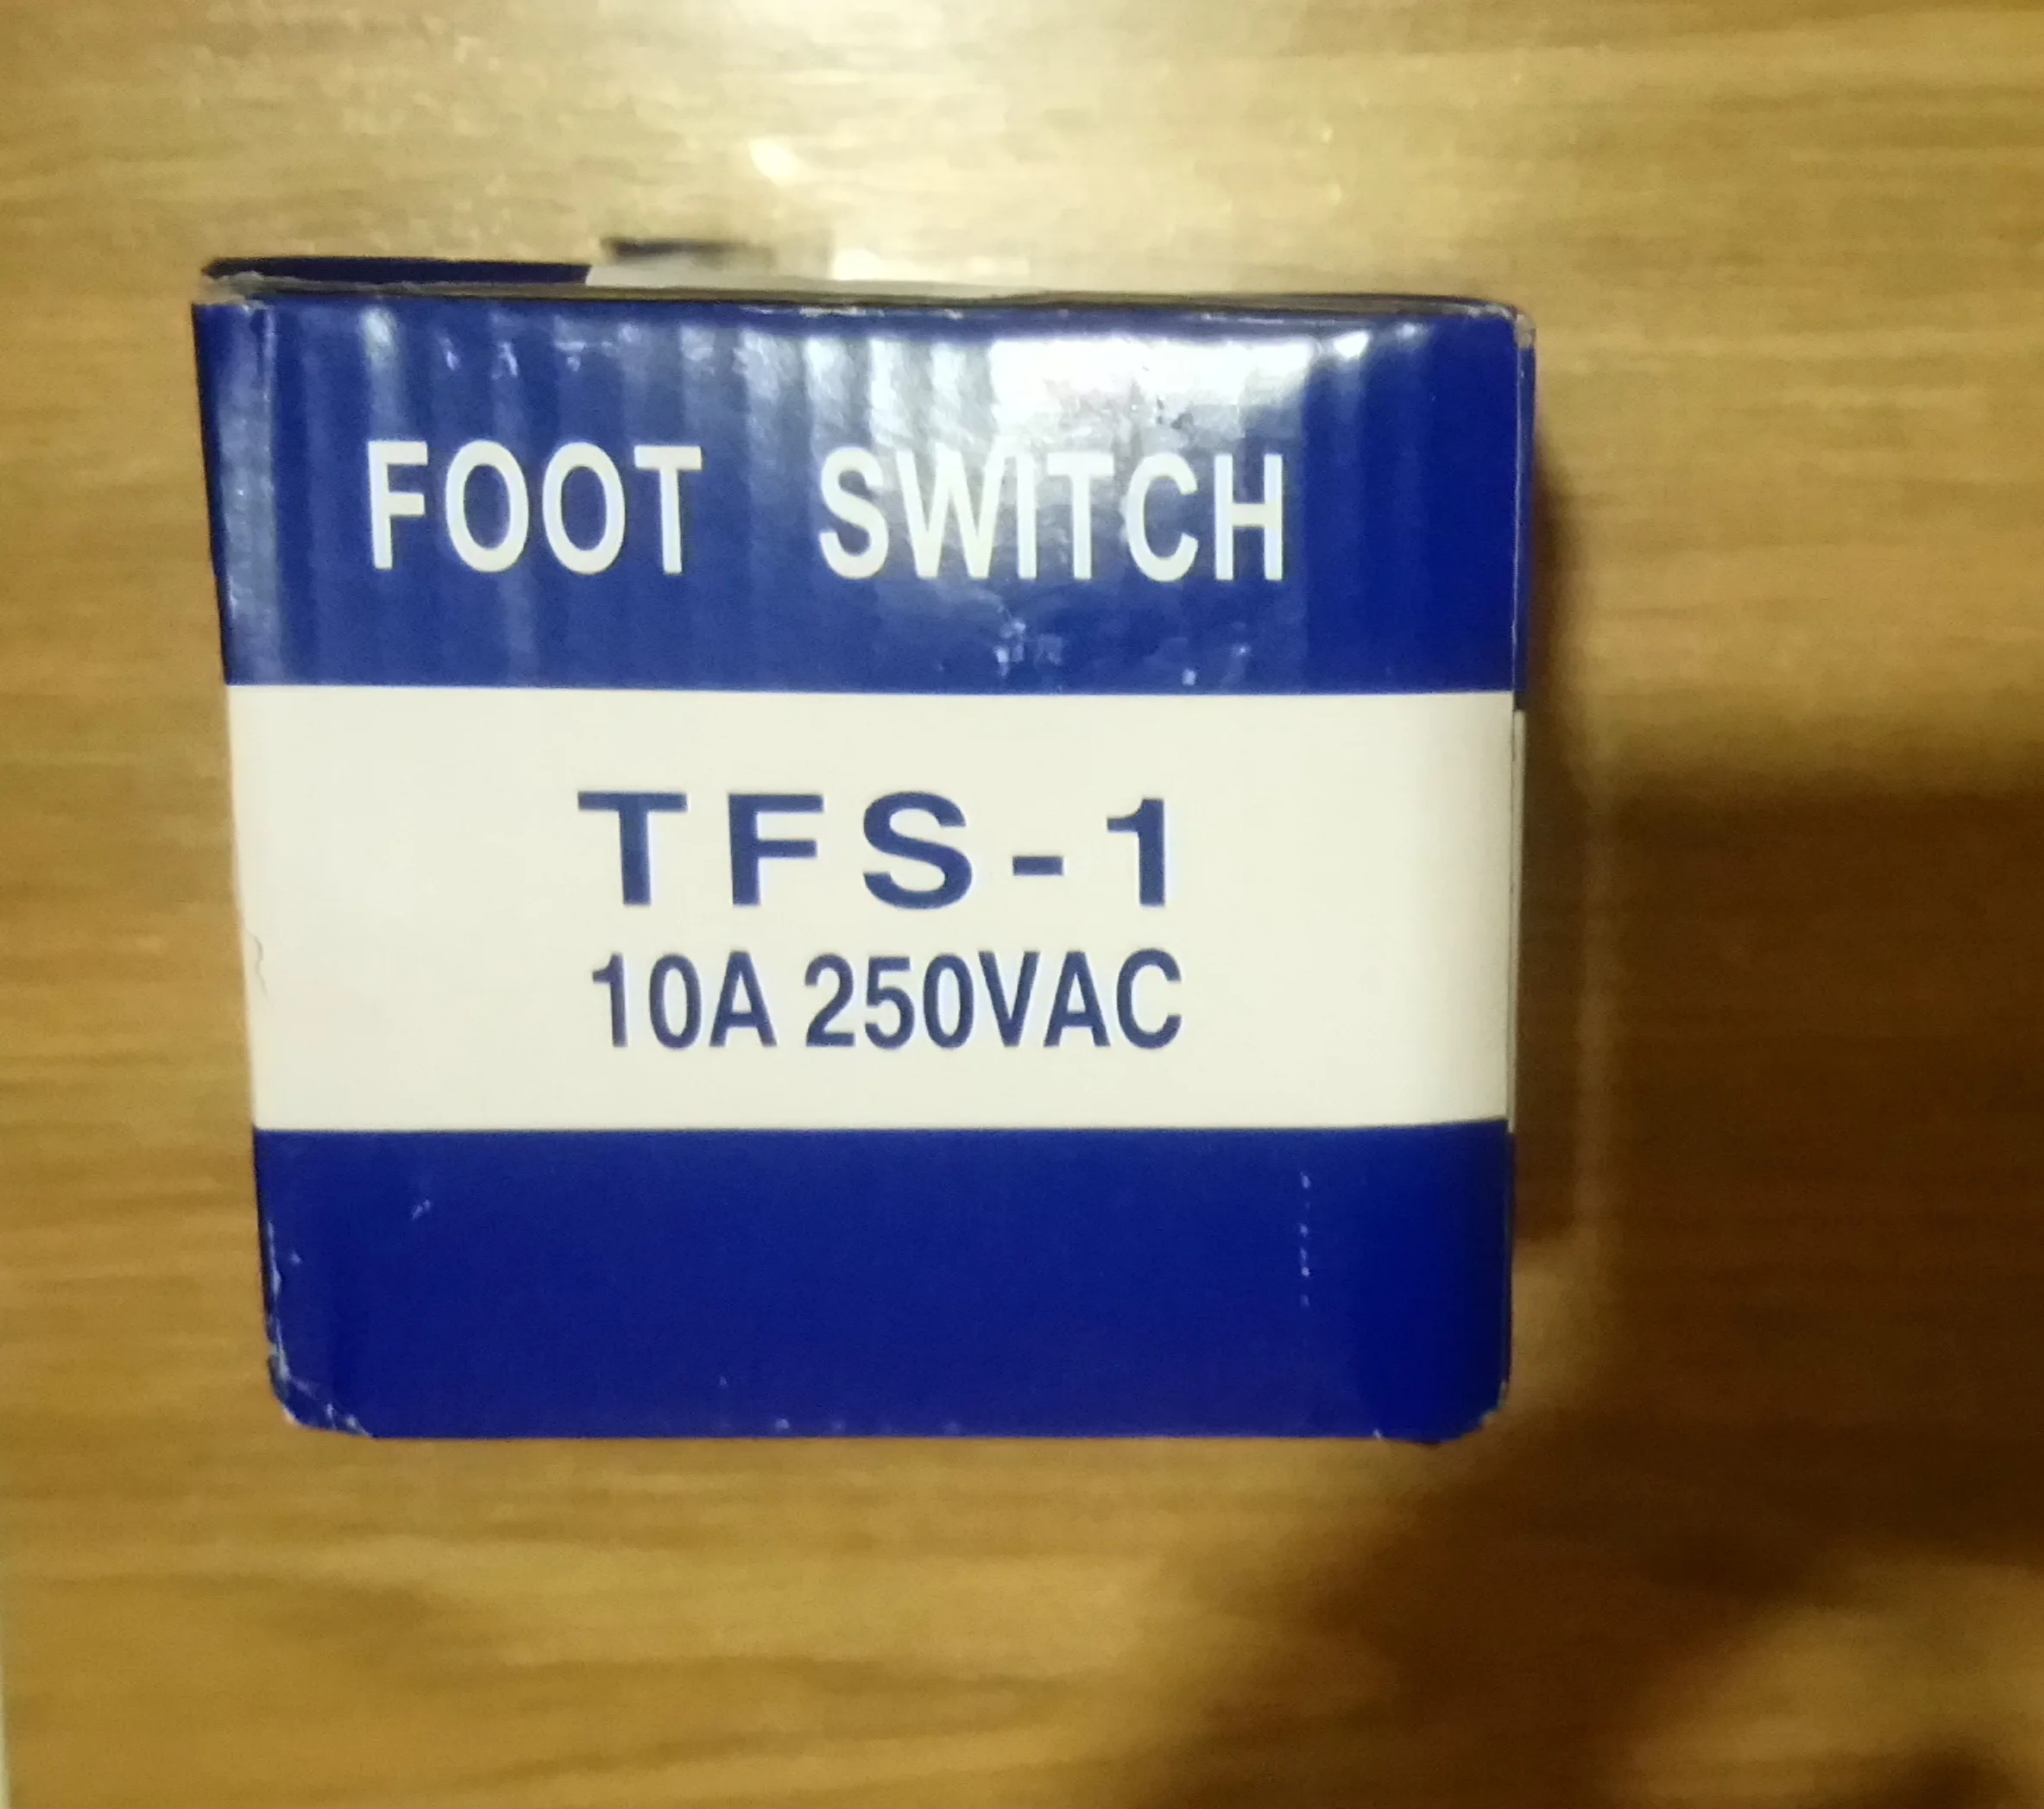 FOOT SWITCH
TFS-1
10A 250VAC